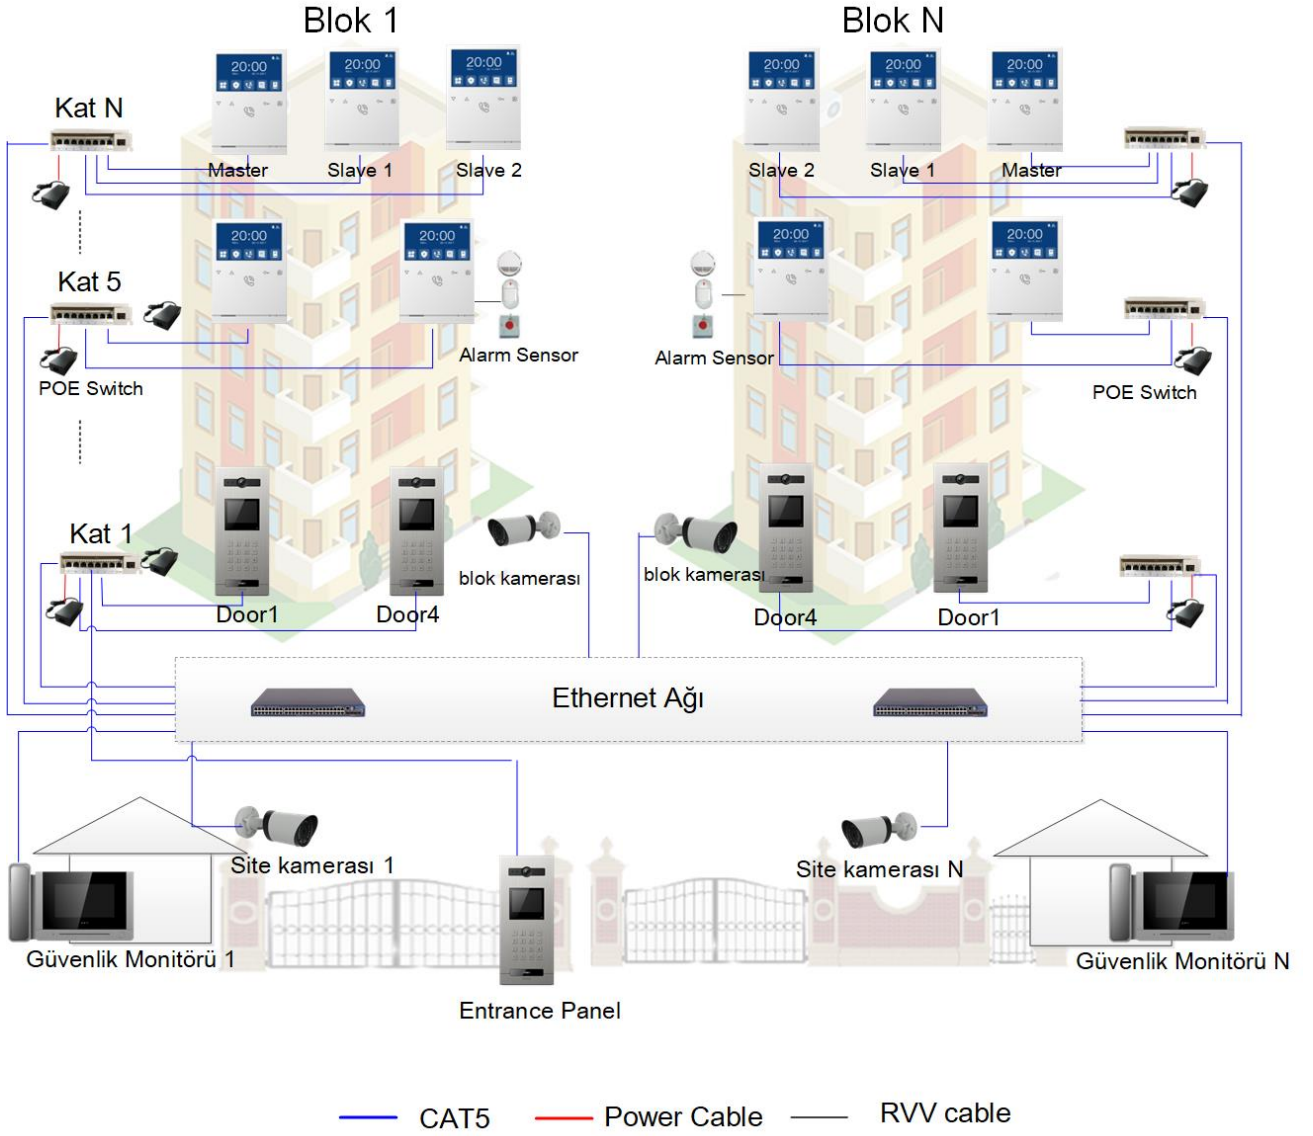 Blok 1
Blok N
Kat N
20:00
20:00
20:00
20:00
20:00
20:00
Master
Slave 1
Slave 2
Slave 2
Slave 1
Master
Kat 5
20:00
20:00
20:00
20:00
Alarm Sensor
Alarm Sensor
POE Switch
POE Switch
Kat 1
blok kamerası
blok kamerası
Door1
Door4
Door4
Door1
Ethernet Ağı
Site kamerası 1
Site kamerası N
Güvenlik Monitörü 1
Güvenlik Monitörü N
Entrance Panel
CAT5
Power Cable
RVV cable